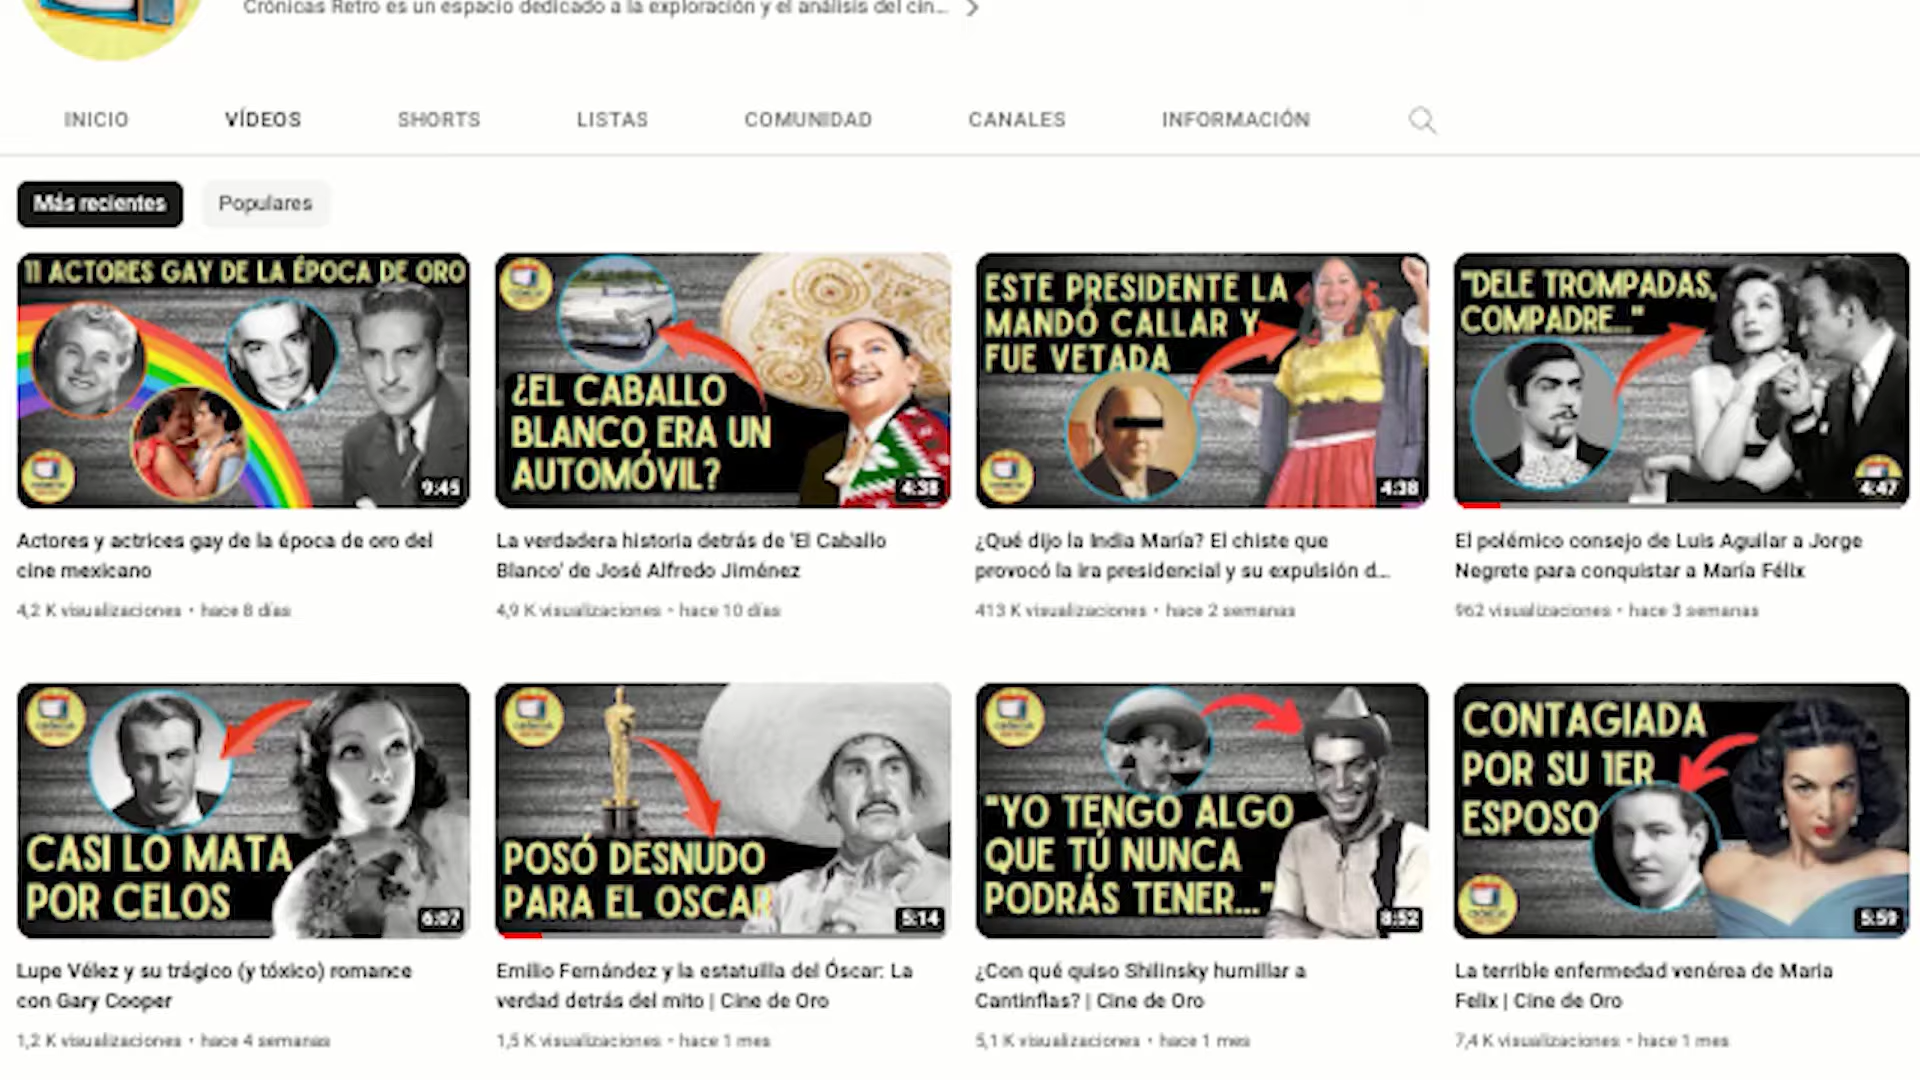 Crónicas Retro es un espacio dedicado a la exploración y el análisis del cin...
INICIO
VÍDEOS
SHORTS
LISTAS
COMUNIDAD
CANALES
INFORMACIÓN
Más recientes
Populares
11 ACTORES GAY DE LA ÉPOCA DE ORO
9:45
Actores y actrices gay de la época de oro del
cine mexicano
4,2 K visualizaciones • hace 8 días
¿EL CABALLO
BLANCO ERA UN
AUTOMÓVIL?
4:38
La verdadera historia detrás de 'El Caballo
Blanco' de José Alfredo Jiménez
4,9 K visualizaciones • hace 10 días
ESTE PRESIDENTE LA
MANDÓ CALLAR Y
FUE VETADA
4:38
¿Qué dijo la India María? El chiste que
provocó la ira presidencial y su expulsión d...
413 K visualizaciones • hace 2 semanas
"DELE TROMPADAS,
COMPADRE..."
4:47
El polémico consejo de Luis Aguilar a Jorge
Negrete para conquistar a María Félix
962 visualizaciones • hace 3 semanas
CASI LO MATA
POR CELOS
6:07
Lupe Vélez y su trágico (y tóxico) romance
con Gary Cooper
1,2 K visualizaciones • hace 4 semanas
POSÓ DESNUDO
PARA EL OSCAR
5:14
Emilio Fernández y la estatuilla del Óscar: La
verdad detrás del mito | Cine de Oro
1,5 K visualizaciones • hace 1 mes
"YO TENGO ALGO
QUE TÚ NUNCA
PODRÁS TENER..."
8:52
¿Con qué quiso Shilinsky humillar a
Cantinflas? | Cine de Oro
5,1 K visualizaciones • hace 1 mes
CONTAGIADA
POR SU 1ER
ESPOSO
5:59
La terrible enfermedad venérea de Maria
Felix | Cine de Oro
7,4 K visualizaciones • hace 1 mes